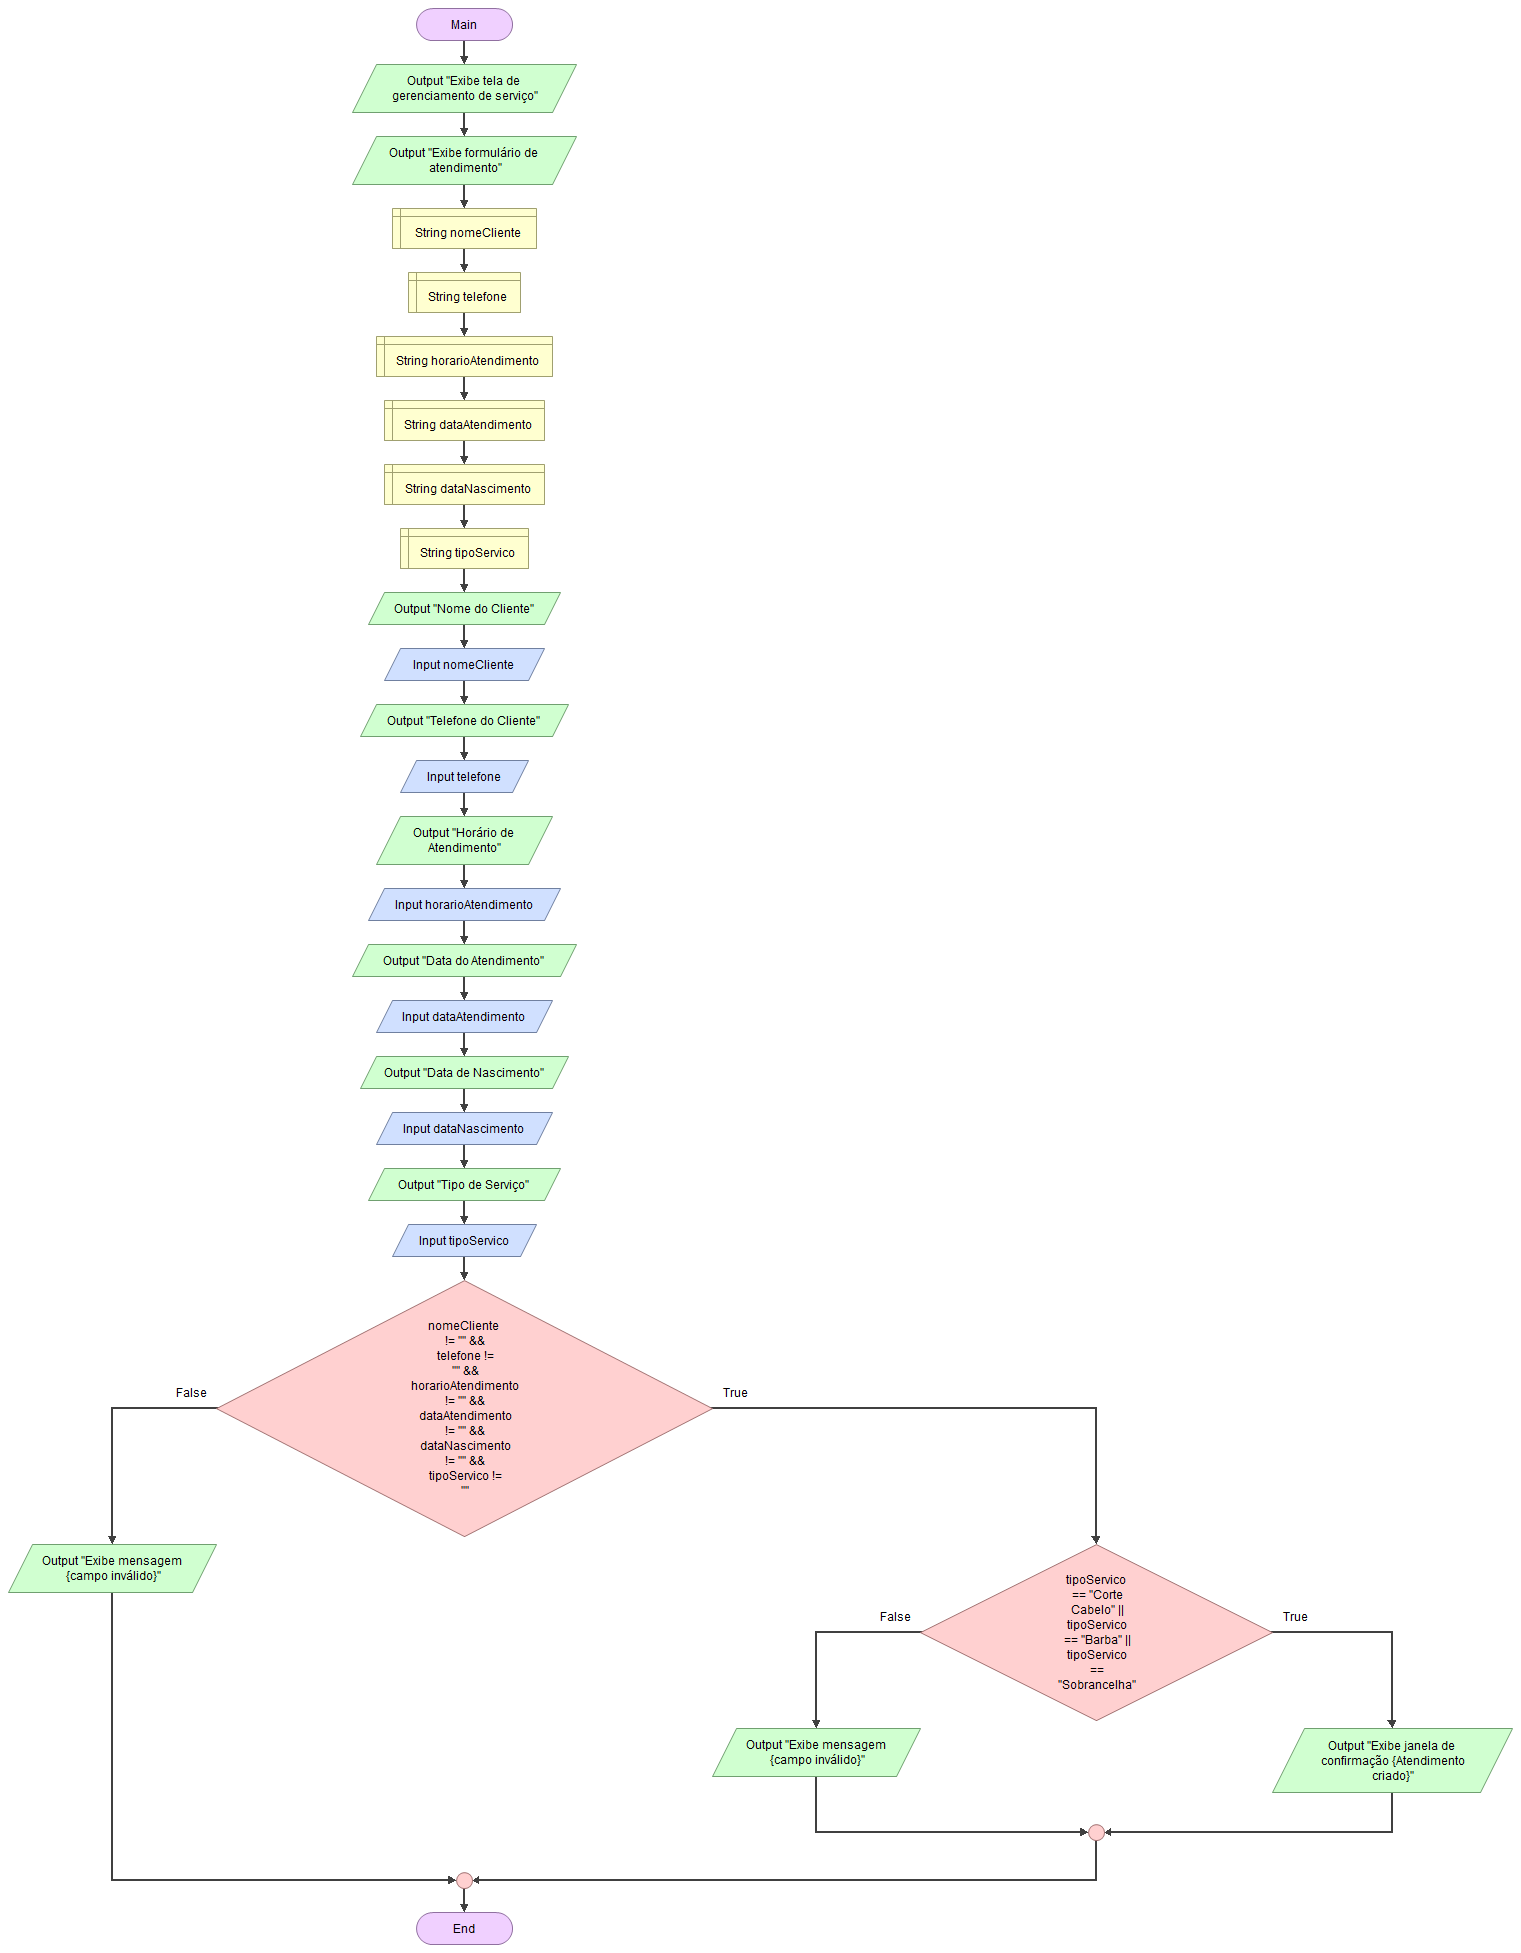 Main
Output "Exibe tela de
gerenciamento de serviço"
Output "Exibe formulário de
atendimento"
String nomeCliente
String telefone
String horarioAtendimento
String dataAtendimento
String dataNascimento
String tipoServico
Output "Nome do Cliente"
Input nomeCliente
Output "Telefone do Cliente"
Input telefone
Output "Horário de
Atendimento"
Input horarioAtendimento
Output "Data do Atendimento"
Input dataAtendimento
Output "Data de Nascimento"
Input dataNascimento
Output "Tipo de Serviço"
Input tipoServico
nomeCliente
!= "" &&
telefone !=
"" &&
horarioAtendimento
!= "" &&
dataAtendimento
!= "" &&
dataNascimento
!= "" &&
tipoServico !=
""
False
True
Output "Exibe mensagem
{campo inválido}"
tipoServico
== "Corte
Cabelo" ||
tipoServico
== "Barba" ||
tipoServico
==
"Sobrancelha"
False
True
Output "Exibe mensagem
{campo inválido}"
Output "Exibe janela de
confirmação {Atendimento
criado}"
End